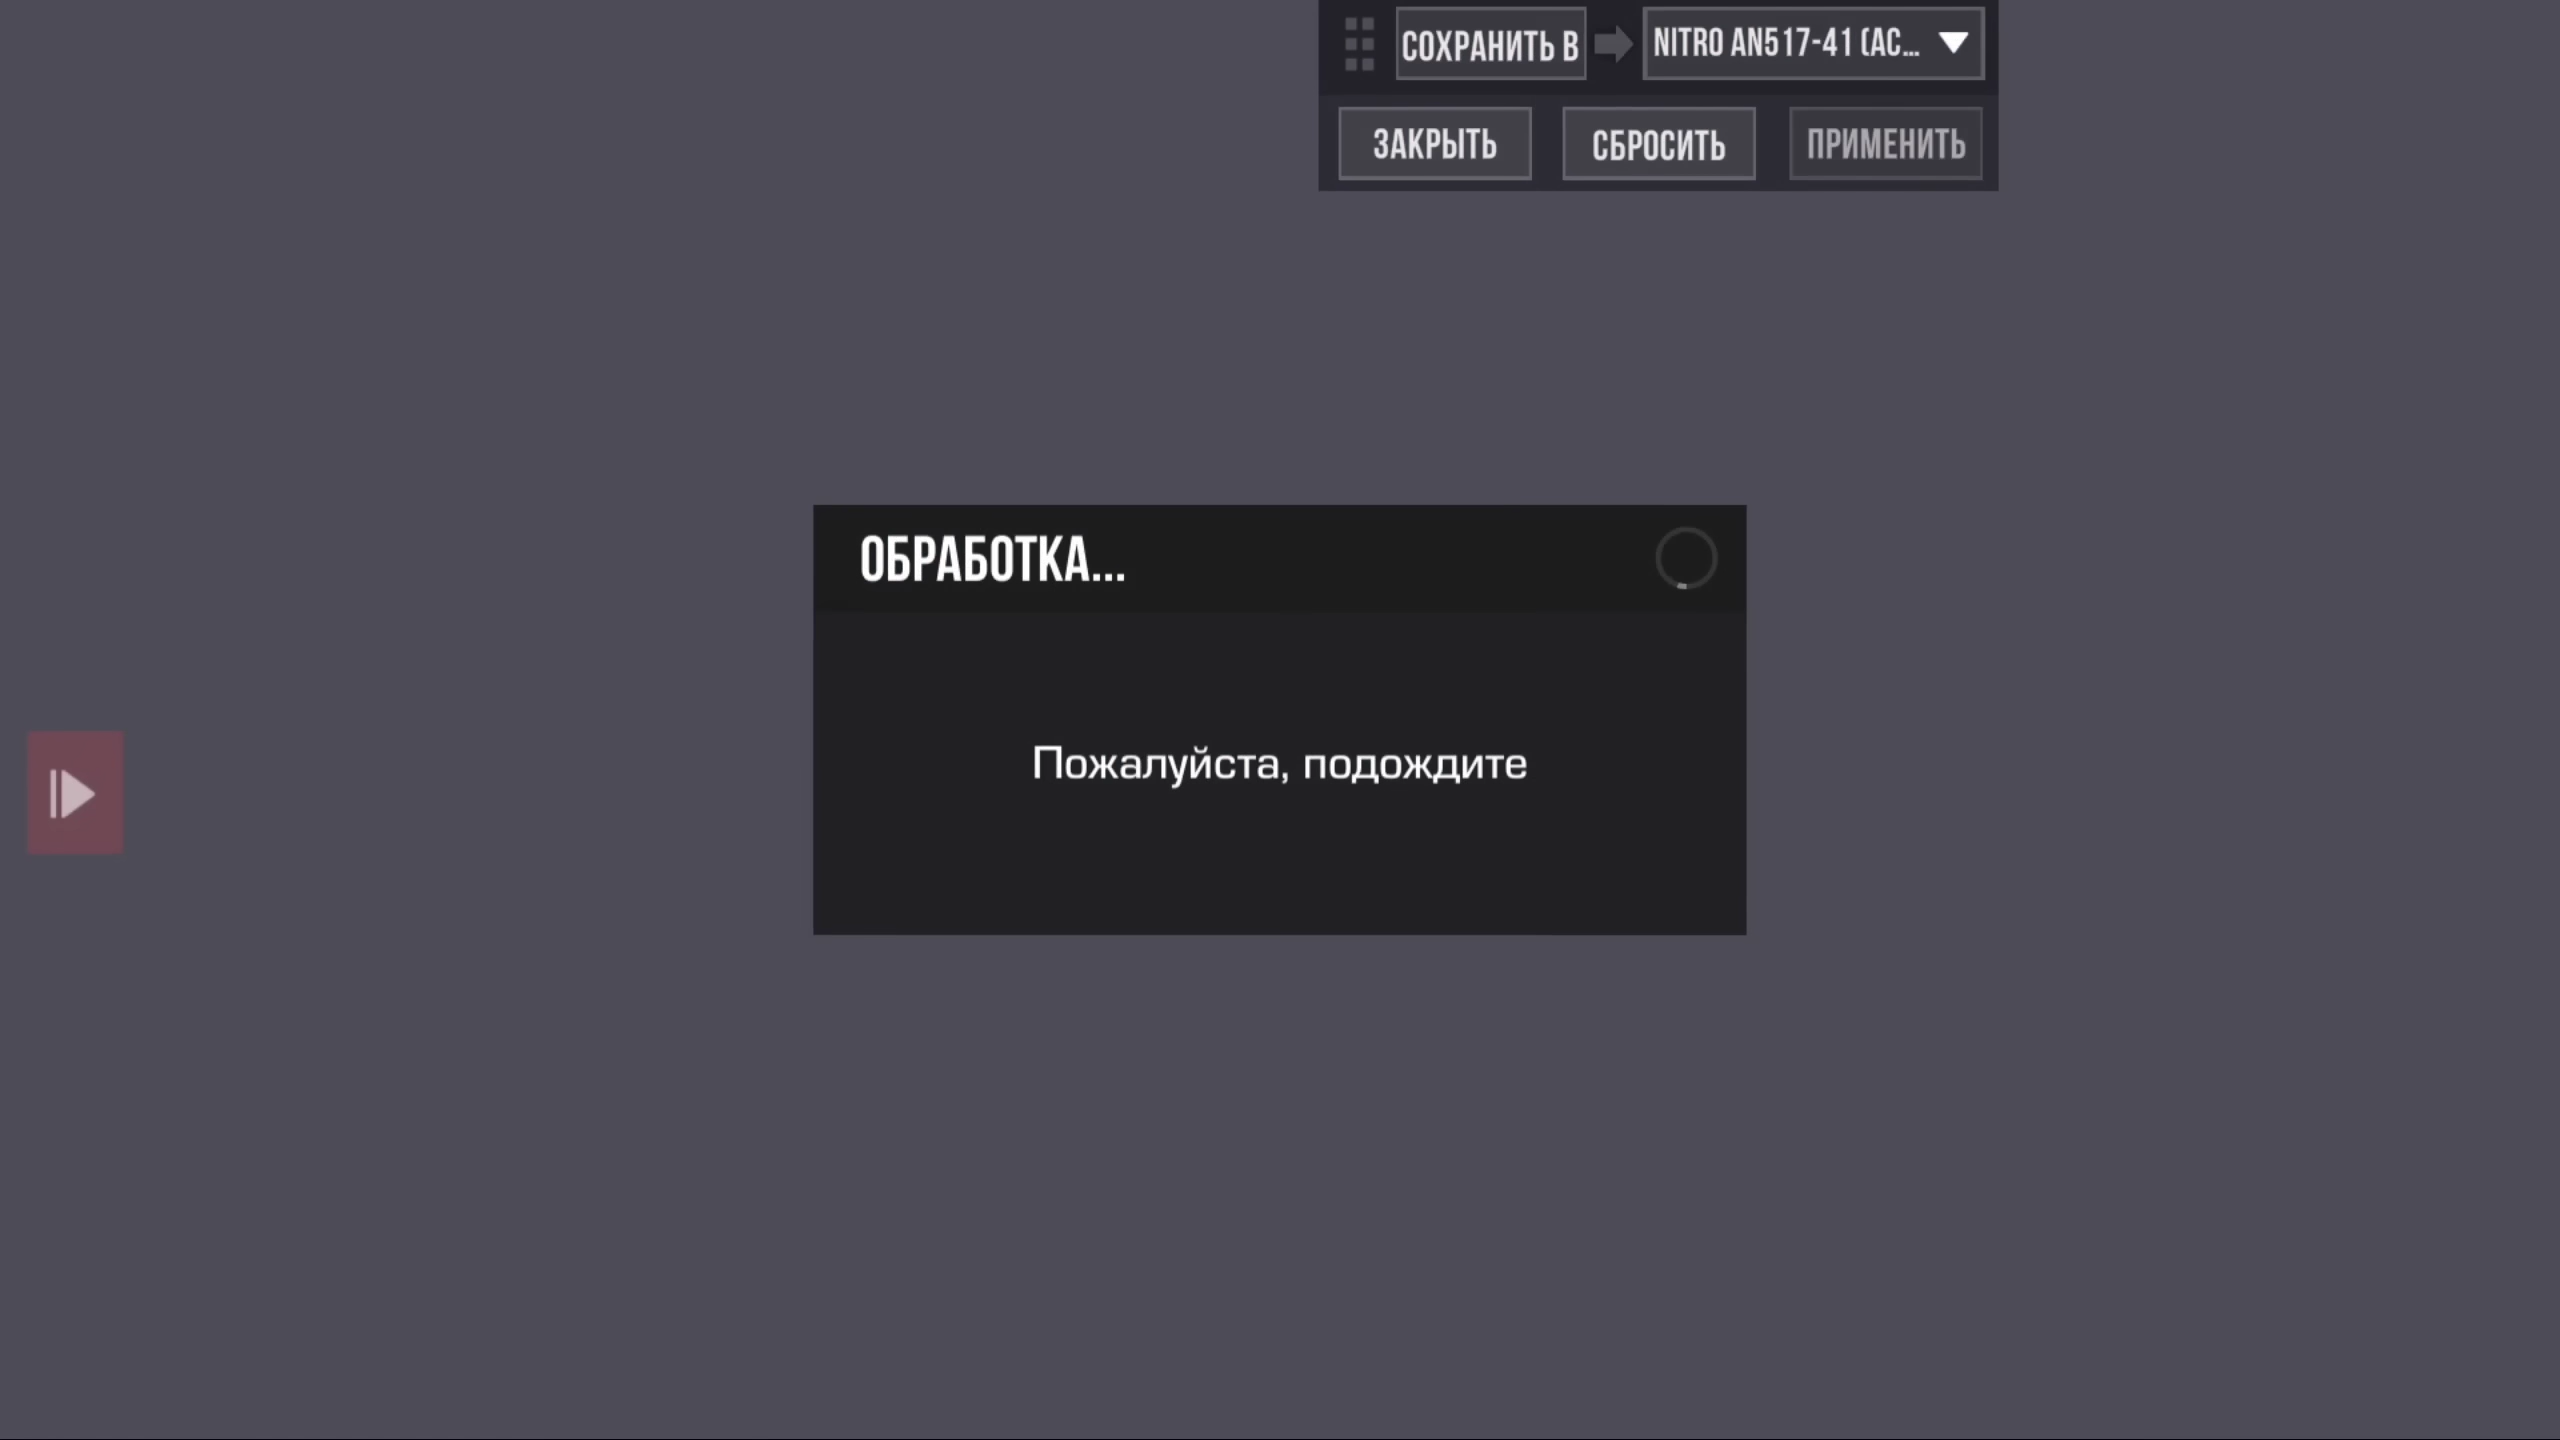 СОХРАНИТЬ В
NITRO AN517-41 (AC...
ЗАКРЫТЬ
СБРОСИТЬ
ПРИМЕНИТЬ
ОБРАБОТКА...
Пожалуйста, подождите